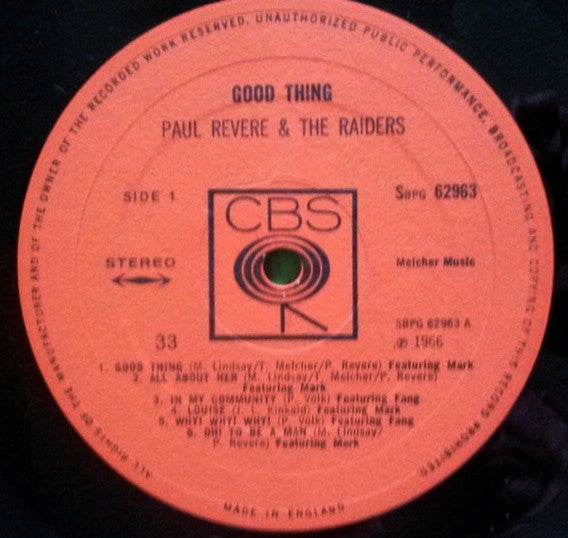 ALL RIGHTS OF THE MANUFACTURER AND OF THE OWNER OF THE RECORDED WORK RESERVED. UNAUTHORIZED PUBLIC PERFORMANCE, BROADCASTING AND COPYING OF THIS RECORD PROHIBITED.
GOOD THING
PAUL REVERE & THE RAIDERS
SIDE 1
CBS
SBPG 62963
STEREO
Melcher Music
33
SBPG 62963 A
℗ 1966
1. GOOD THING (M. Lindsay/T. Melcher/P. Revere) Featuring Mark
2. ALL ABOUT HER (M. Lindsay/T. Melcher/P. Revere)
Featuring Mark
3. IN MY COMMUNITY (P. Volk) Featuring Fang
4. LOUISE (J. L. Kinkaid) Featuring Mark
5. WHY? WHY? WHY? (P. Volk) Featuring Fang
6. OH! TO BE A MAN (M. Lindsay/
P. Revere) Featuring Mark
MADE IN ENGLAND